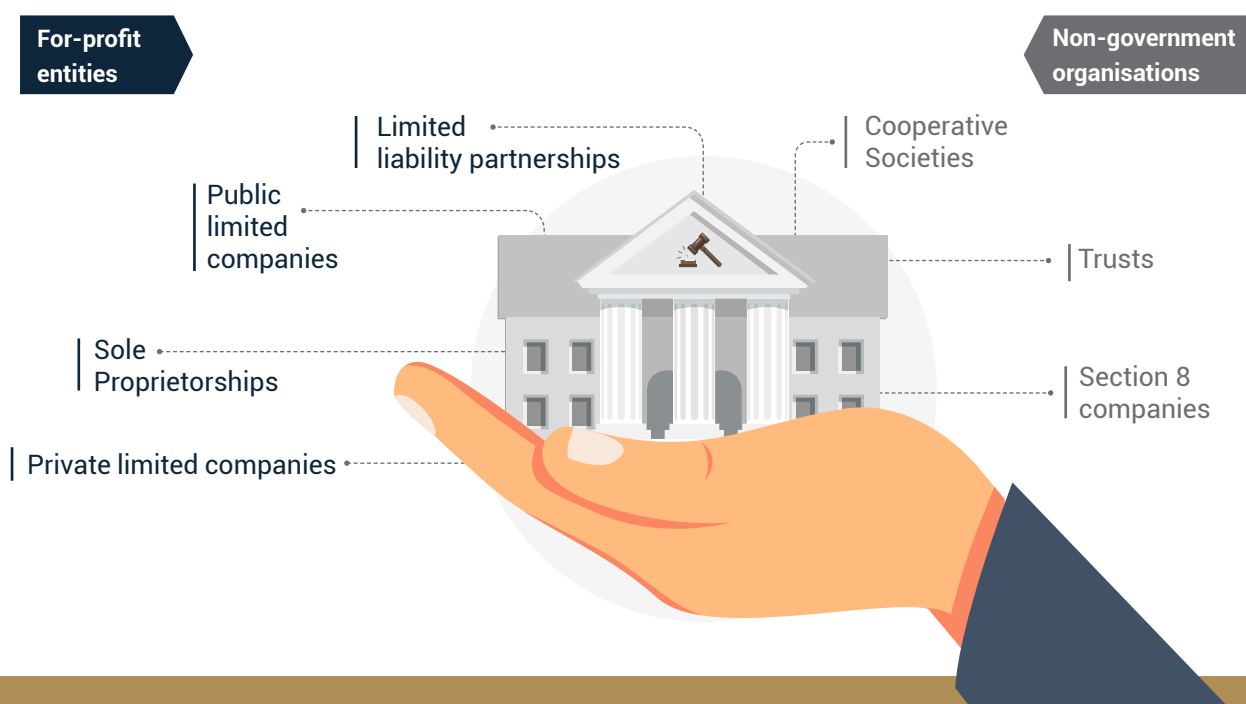 For-profit
entities
Non-government
organisations
Limited
liability partnerships
Cooperative
Societies
Public
limited
companies
Trusts
Sole
Proprietorships
Section 8
companies
Private limited companies